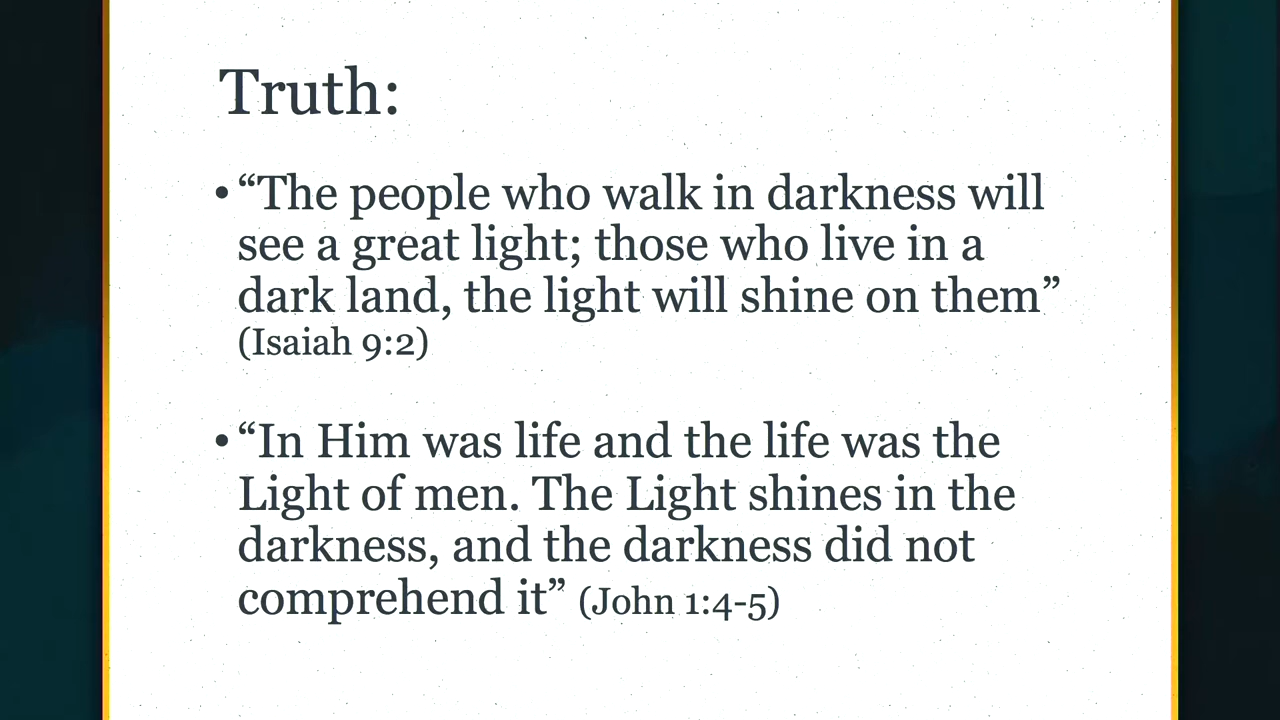 Truth:
• “The people who walk in darkness will
see a great light; those who live in a
dark land, the light will shine on them”
(Isaiah 9:2)
• “In Him was life and the life was the
Light of men. The Light shines in the
darkness, and the darkness did not
comprehend it” (John 1:4-5)